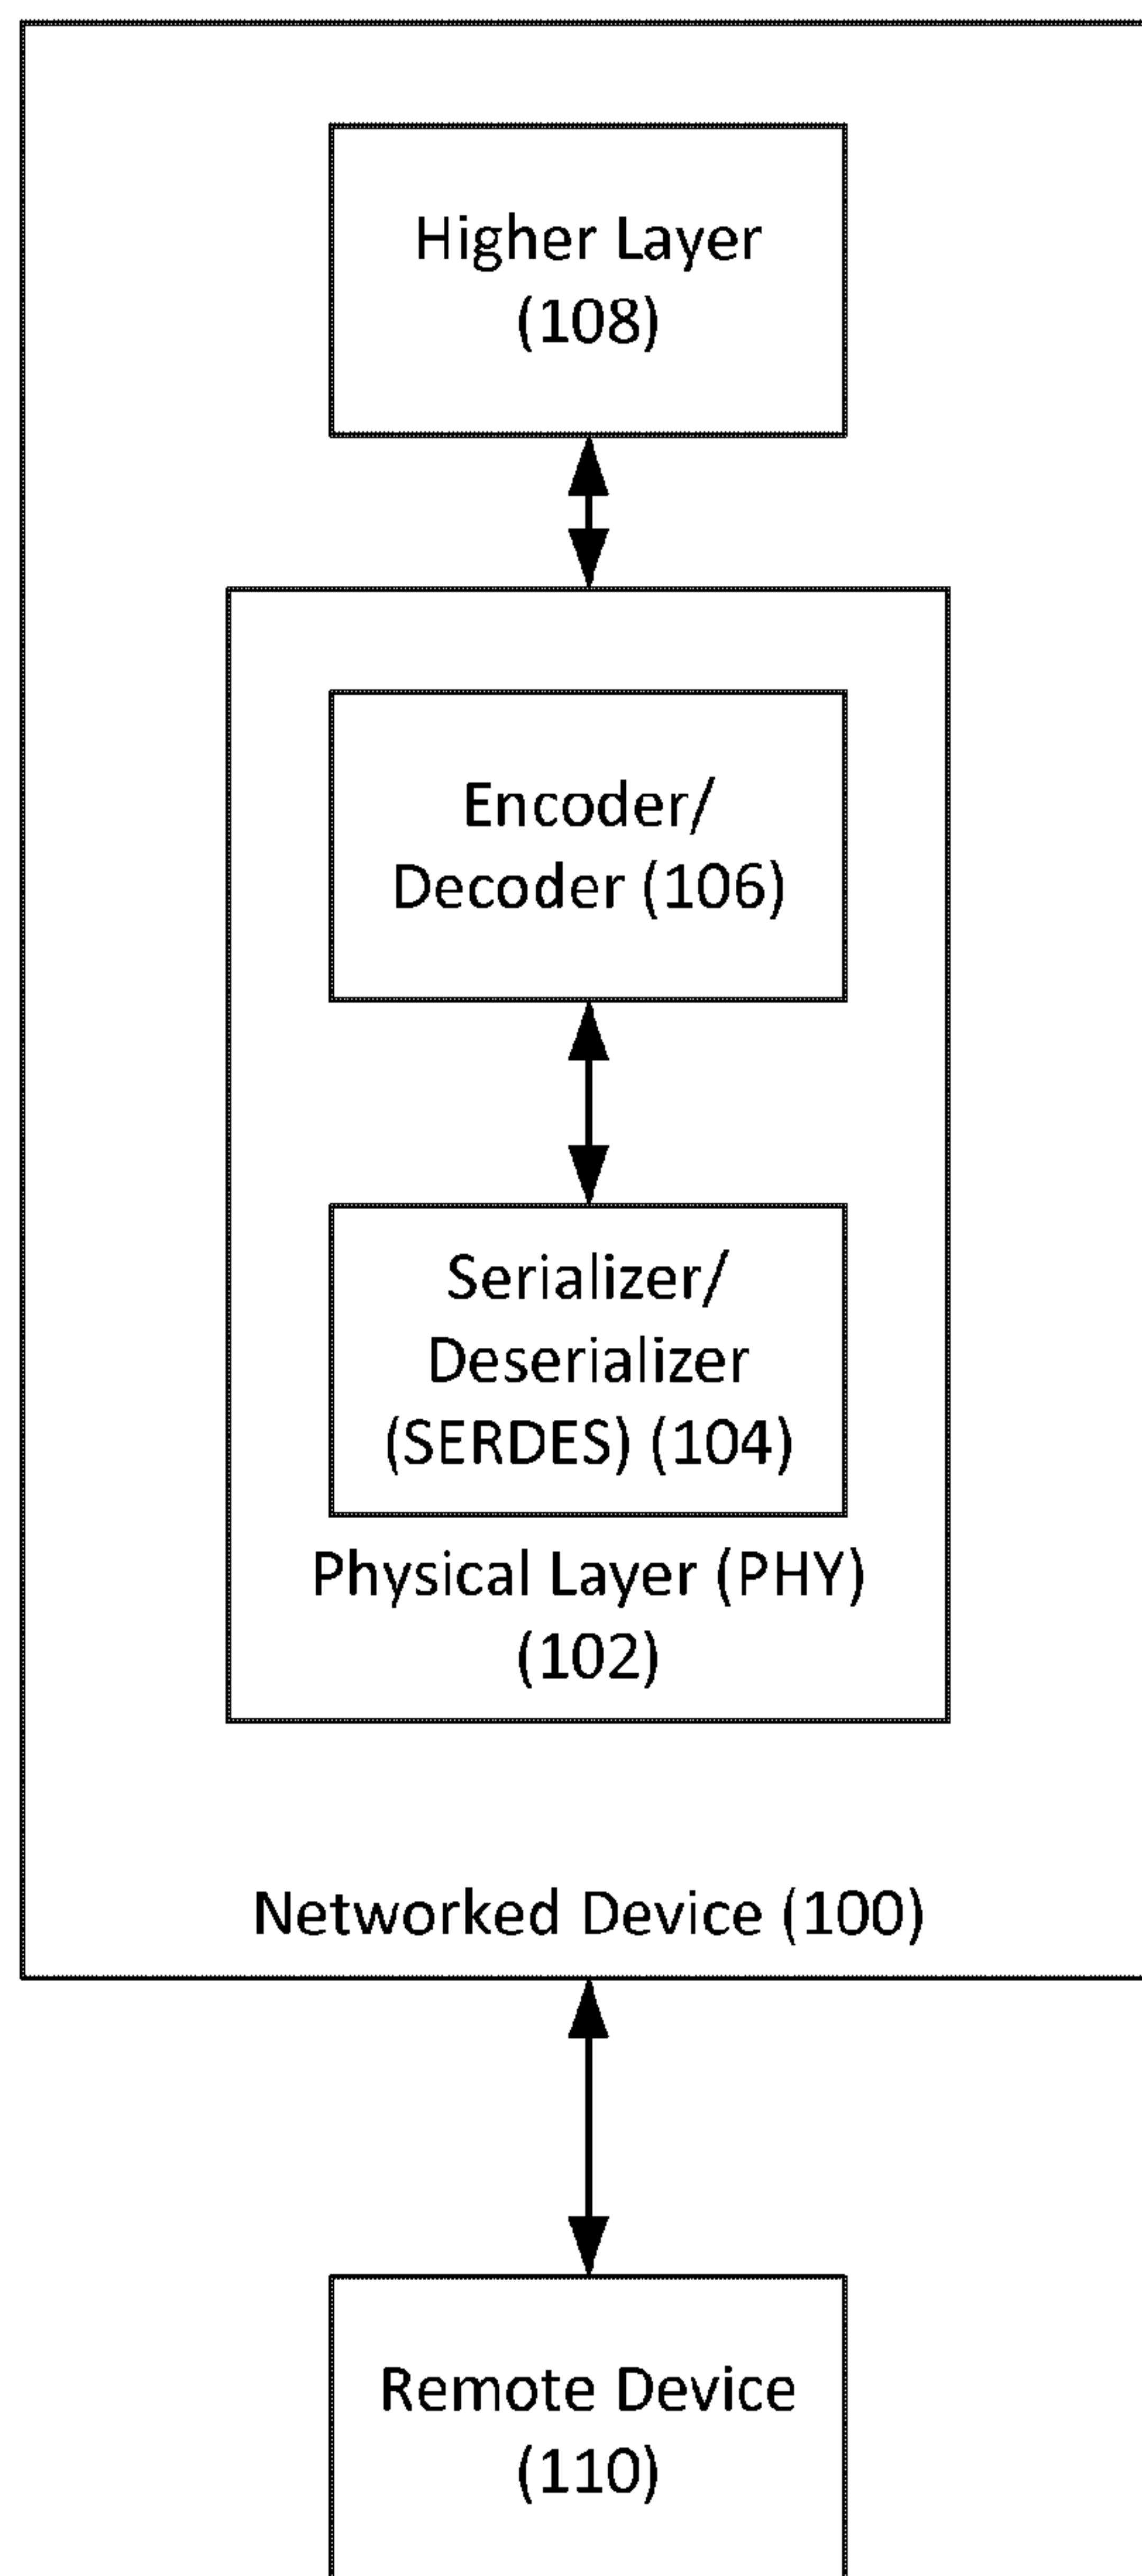 Higher Layer
(108)
Encoder/
Decoder (106)
Serializer/
Deserializer
(SERDES) (104)
Physical Layer (PHY)
(102)
Networked Device (100)
Remote Device
(110)